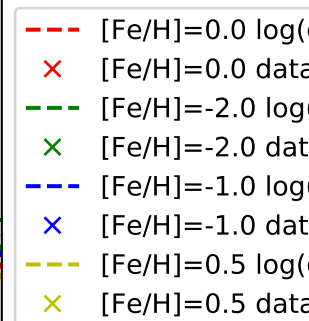 [Fe/H]=0.0 log(
[Fe/H]=0.0 data
[Fe/H]=-2.0 log(
[Fe/H]=-2.0 dat
[Fe/H]=-1.0 log(
[Fe/H]=-1.0 dat
[Fe/H]=0.5 log(
[Fe/H]=0.5 data